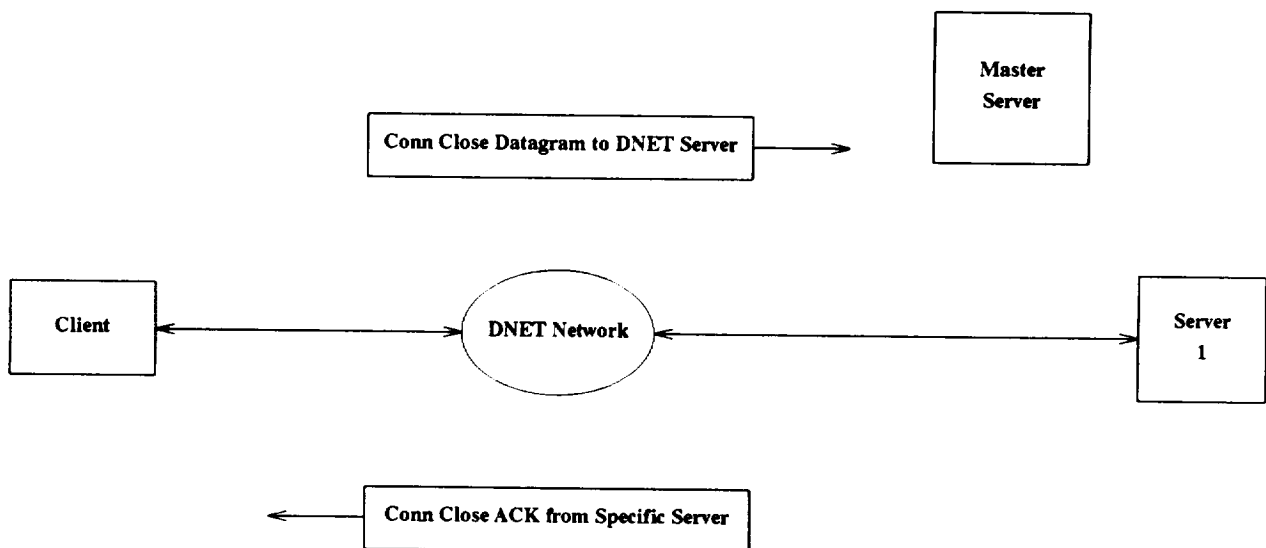 Master
Server
Conn Close Datagram to DNET Server
Client
DNET Network
Server
1
Conn Close ACK from Specific Server